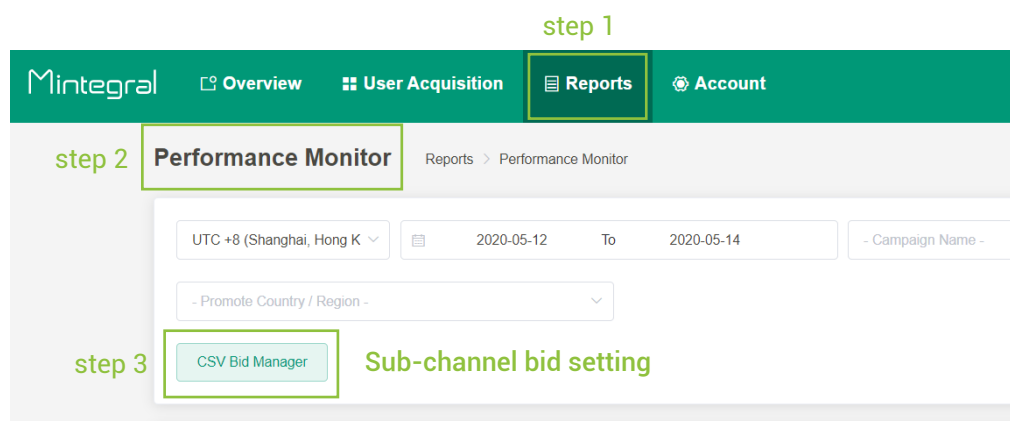 step 1
Mintegral Overview User Acquisition Reports Account
step 2 Performance Monitor Reports > Performance Monitor
UTC +8 (Shanghai, Hong K 2020-05-12 To 2020-05-14 - Campaign Name -
- Promote Country / Region -
step 3 CSV Bid Manager Sub-channel bid setting